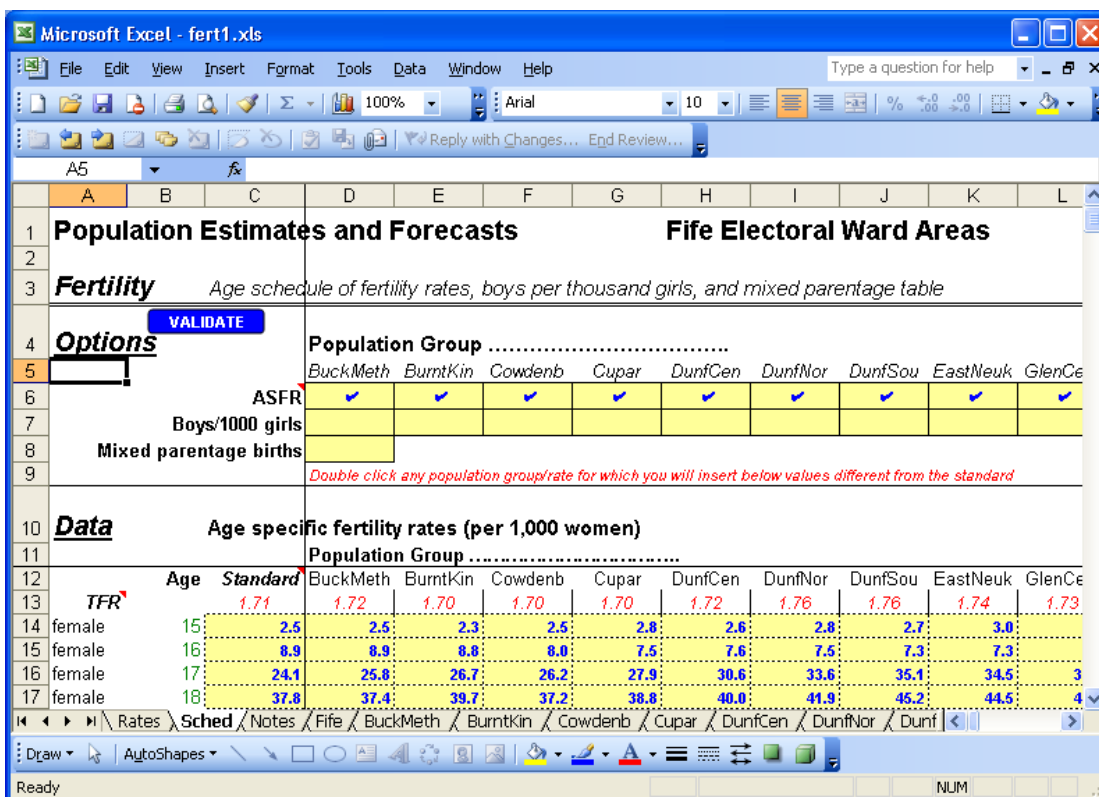 Microsoft Excel - fert1.xls
File Edit View Insert Format Tools Data Window Help Type a question for help
100% Arial 10 %
Reply with Changes... End Review...
A5 fx
A B C D E F G H I J K L
1 Population Estimates and Forecasts Fife Electoral Ward Areas
2
3 Fertility Age schedule of fertility rates, boys per thousand girls, and mixed parentage table
VALIDATE
4 Options Population Group ..................................
5 BuckMeth BurntKin Cowdenb Cupar DunfCen DunfNor DunfSou EastNeuk GlenCe
6 ASFR ✔ ✔ ✔ ✔ ✔ ✔ ✔ ✔ ✔
7 Boys/1000 girls
8 Mixed parentage births
9 Double click any population group/rate for which you will insert below values different from the standard
10 Data Age specific fertility rates (per 1,000 women)
11 Population Group ..................................
12 Age Standard BuckMeth BurntKin Cowdenb Cupar DunfCen DunfNor DunfSou EastNeuk GlenCe
13 TFR 1.71 1.72 1.70 1.70 1.70 1.72 1.76 1.76 1.74 1.73
14 female 15 2.5 2.5 2.3 2.5 2.8 2.6 2.8 2.7 3.0
15 female 16 8.9 8.9 8.8 8.0 7.5 7.6 7.5 7.3 7.3
16 female 17 24.1 25.8 26.7 26.2 27.9 30.6 33.6 35.1 34.5 3
17 female 18 37.8 37.4 39.7 37.2 38.8 40.0 41.9 45.2 44.5 4
Rates Sched Notes Fife BuckMeth BurntKin Cowdenb Cupar DunfCen DunfNor Dunf
Draw AutoShapes A
Ready NUM